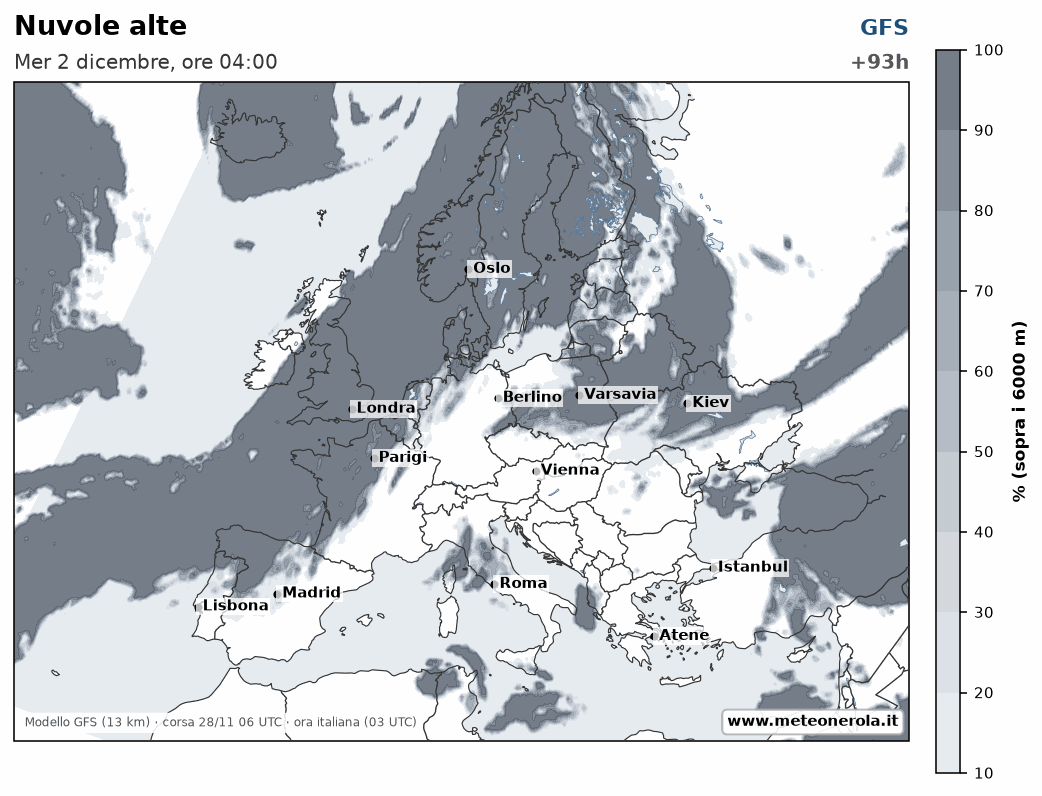 Nuvole alte
GFS
Mer 2 dicembre, ore 04:00
+93h
100
90
80
70
60
50
40
30
20
10
% (sopra i 6000 m)
Oslo
Berlino
Varsavia
Kiev
Londra
Parigi
Vienna
Istanbul
Roma
Madrid
Lisbona
Atene
Modello GFS (13 km) · corsa 28/11 06 UTC · ora italiana (03 UTC)
www.meteonerola.it